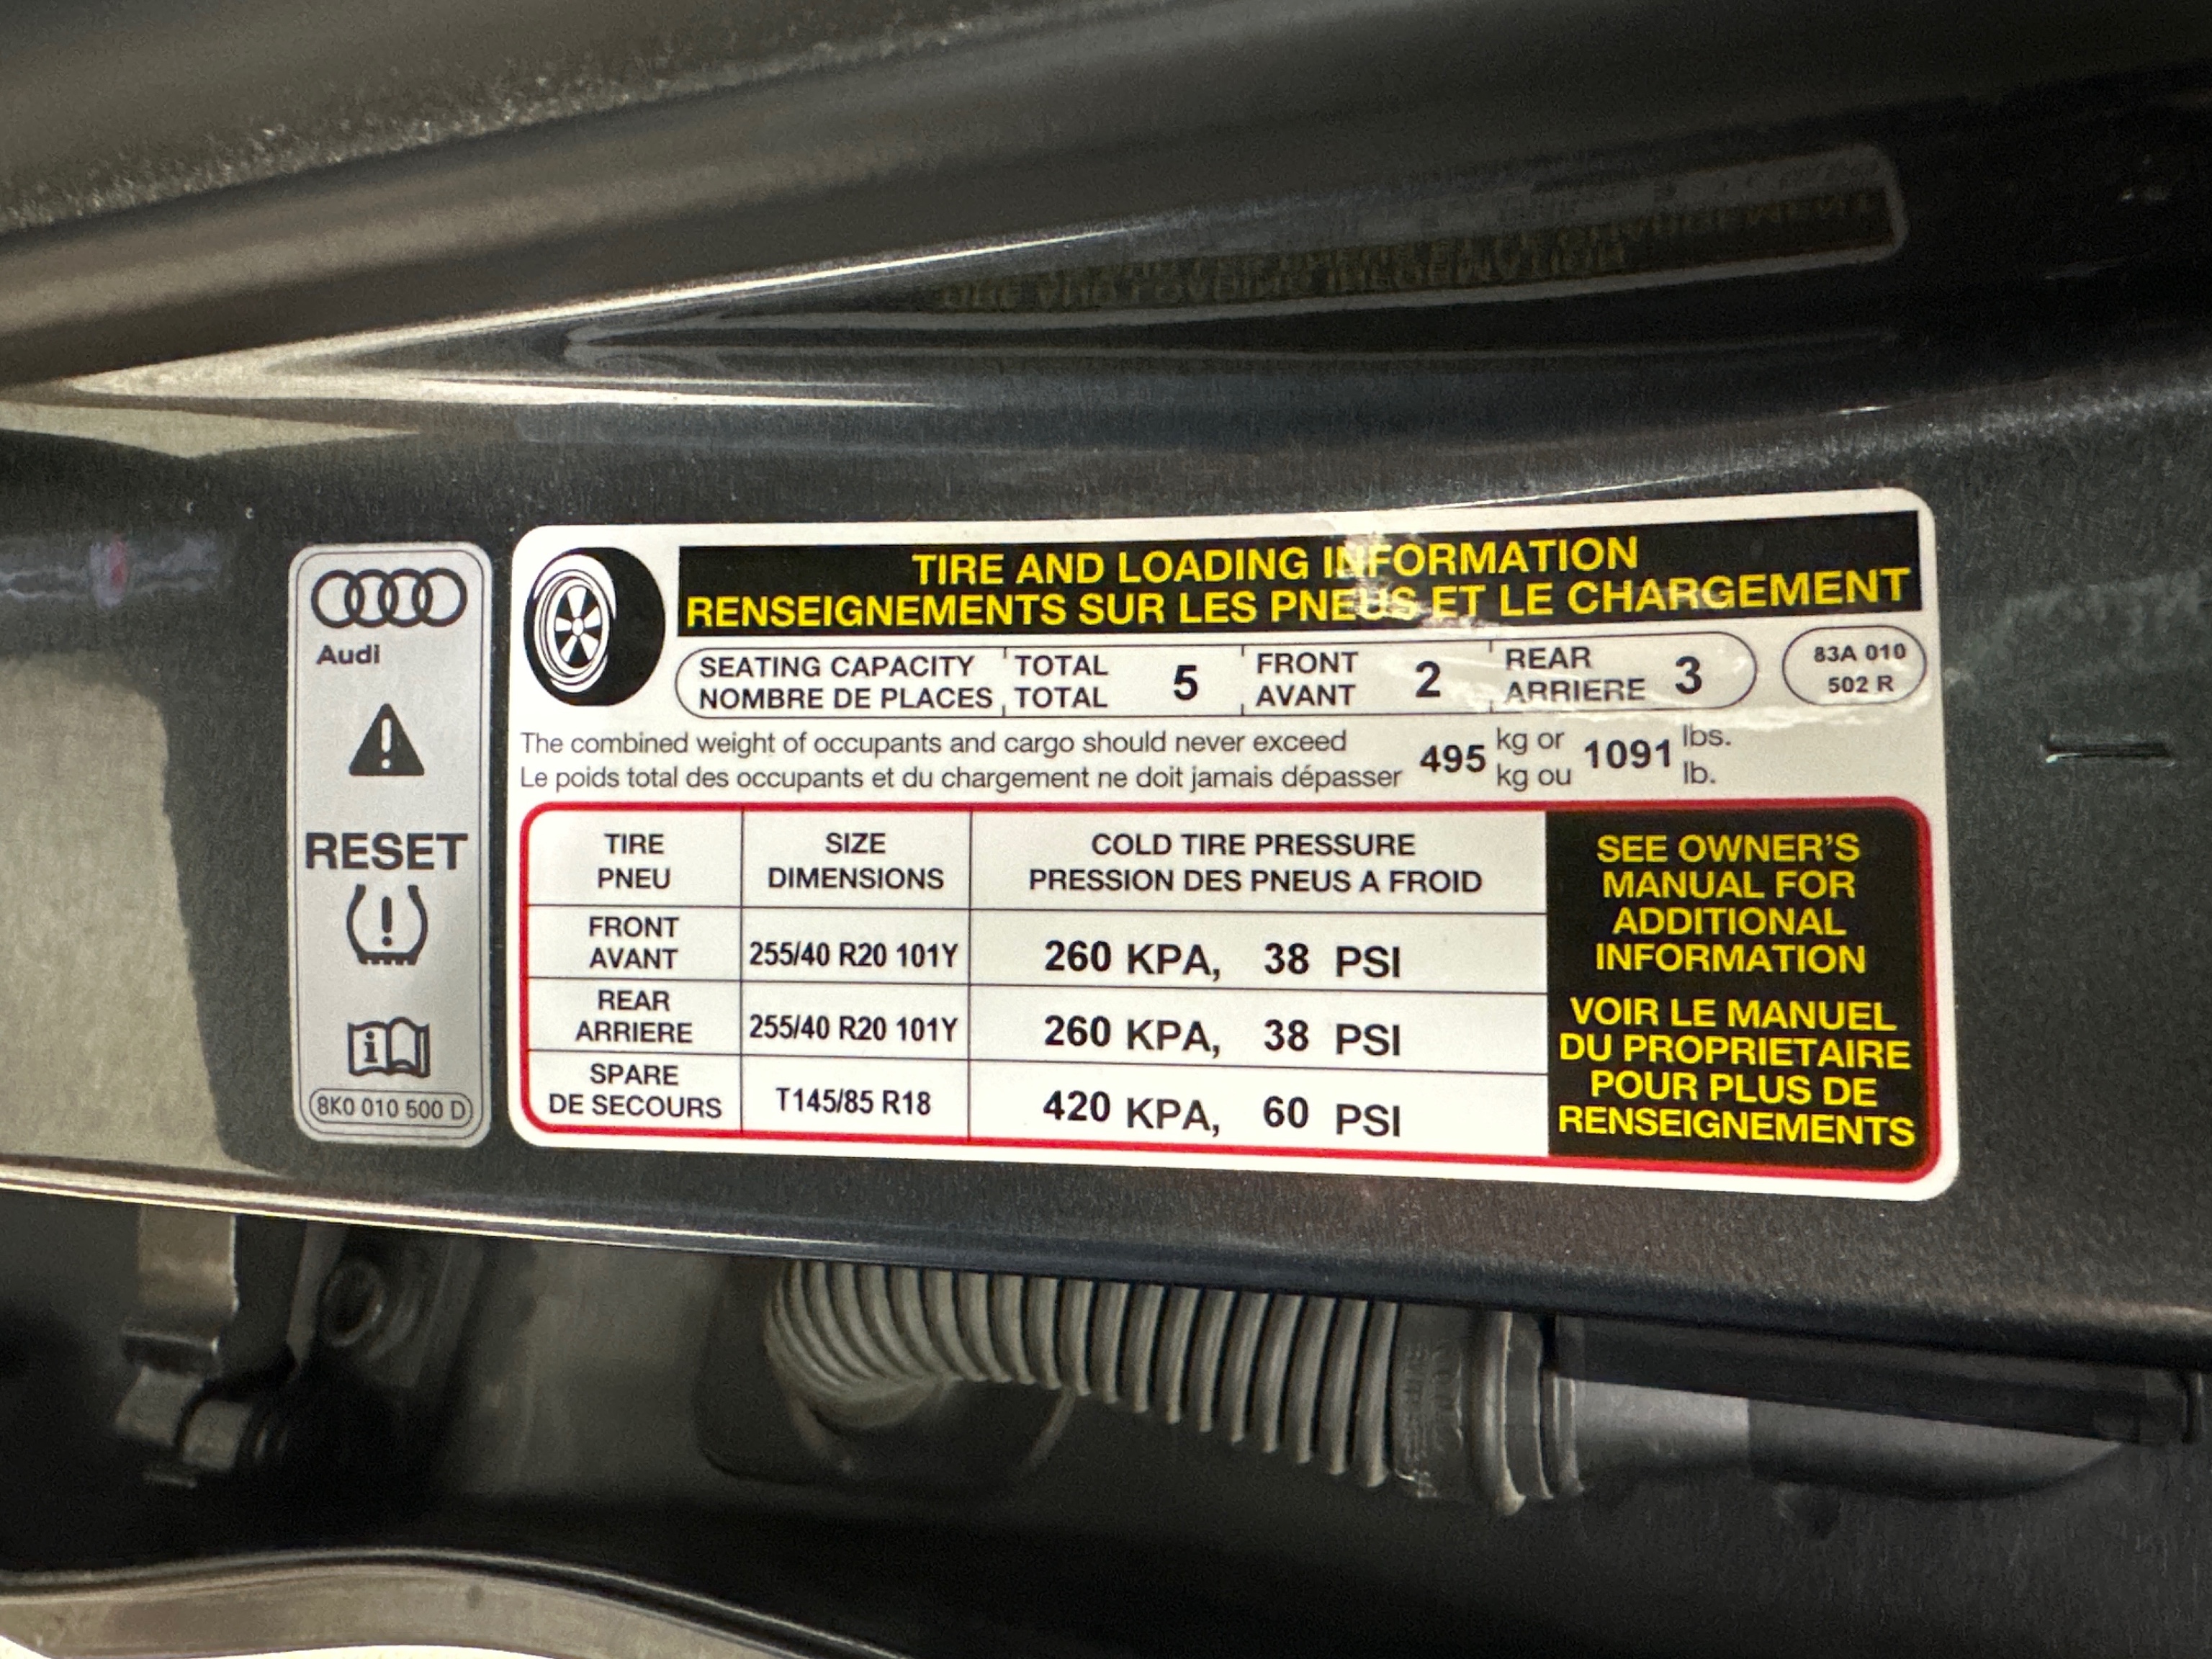 Audi
RESET
8K0 010 500 D
TIRE AND LOADING INFORMATION
RENSEIGNEMENTS SUR LES PNEUS ET LE CHARGEMENT
SEATING CAPACITY TOTAL 5 FRONT 2 REAR 3
NOMBRE DE PLACES TOTAL AVANT ARRIERE
83A 010
502 R
The combined weight of occupants and cargo should never exceed 495 kg or 1091 lbs.
Le poids total des occupants et du chargement ne doit jamais dépasser kg ou lb.
TIRE SIZE COLD TIRE PRESSURE
PNEU DIMENSIONS PRESSION DES PNEUS A FROID
FRONT
AVANT 255/40 R20 101Y 260 KPA, 38 PSI
REAR
ARRIERE 255/40 R20 101Y 260 KPA, 38 PSI
SPARE
DE SECOURS T145/85 R18 420 KPA, 60 PSI
SEE OWNER'S
MANUAL FOR
ADDITIONAL
INFORMATION
VOIR LE MANUEL
DU PROPRIETAIRE
POUR PLUS DE
RENSEIGNEMENTS